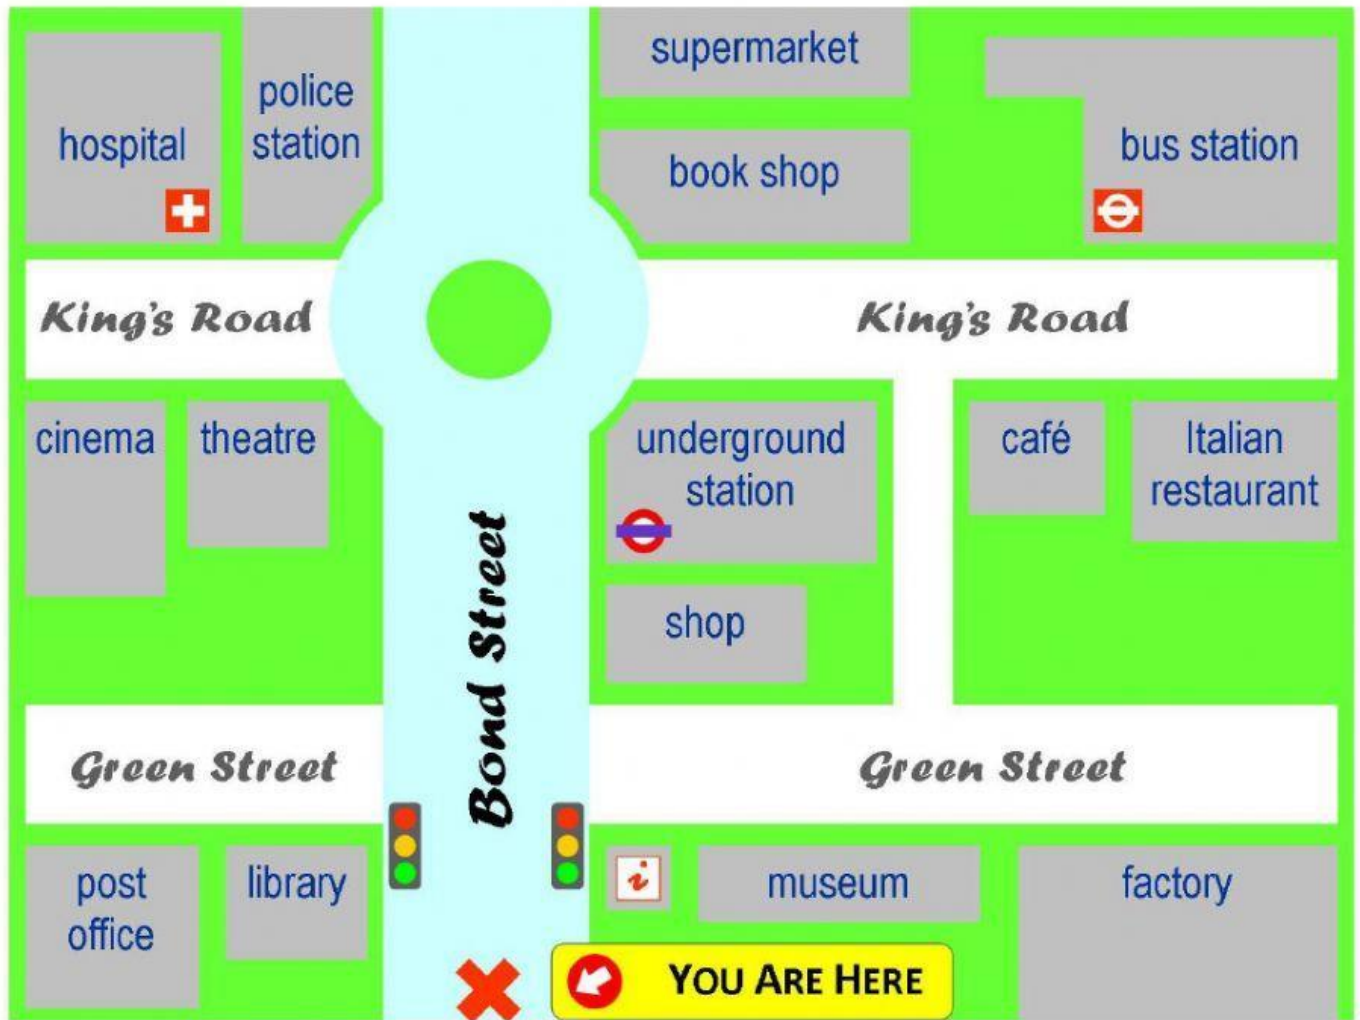 supermarket
police
station
hospital
bus station
book shop
King's Road
King's Road
cinema
theatre
underground
station
café
Italian
restaurant
shop
Bond Street
Green Street
Green Street
post
office
library
i
museum
factory
YOU ARE HERE